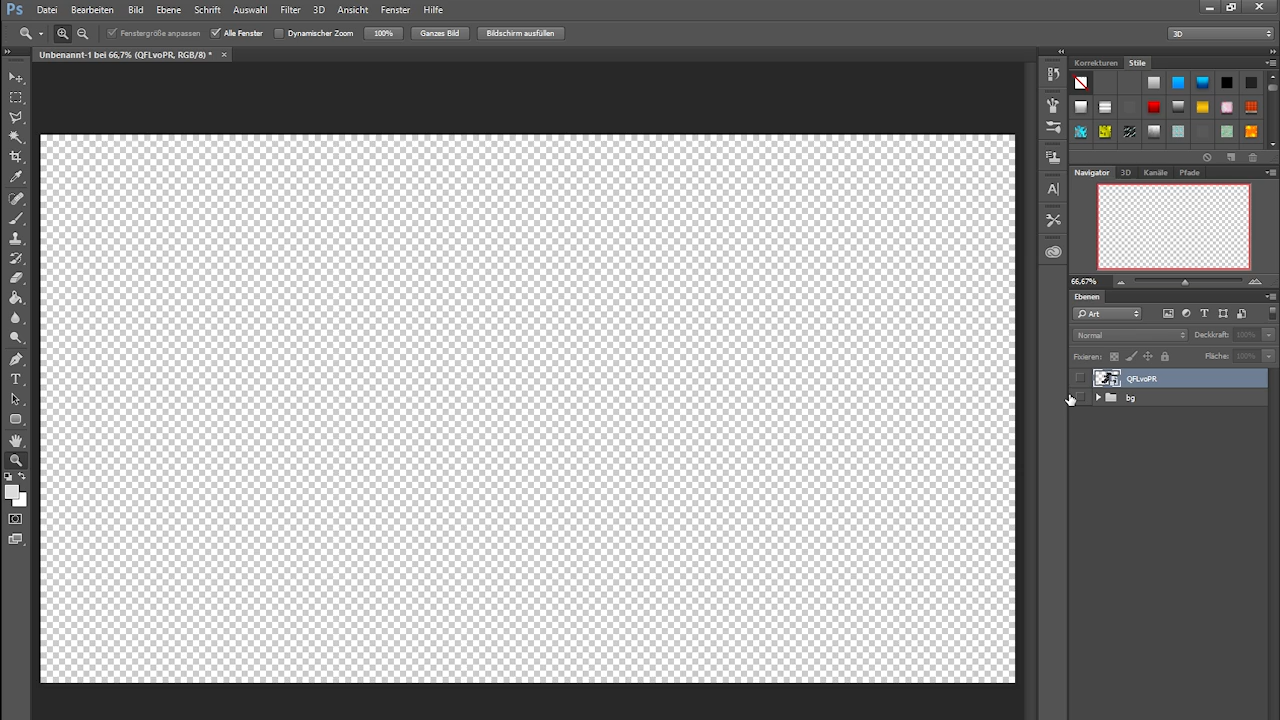 Ps Datei Bearbeiten Bild Ebene Schrift Auswahl Filter 3D Ansicht Fenster Hilfe
Fenstergröße anpassen Alle Fenster Dynamischer Zoom 100% Ganzes Bild Bildschirm ausfüllen 3D
Unbenannt-1 bei 66,7% (QFLvoPR, RGB/8) * ×
Korrekturen Stile
Navigator 3D Kanäle Pfade
66,67%
Ebenen
Art
Normal Deckkraft: 100%
Fixieren: Fläche: 100%
QFLvoPR
bg